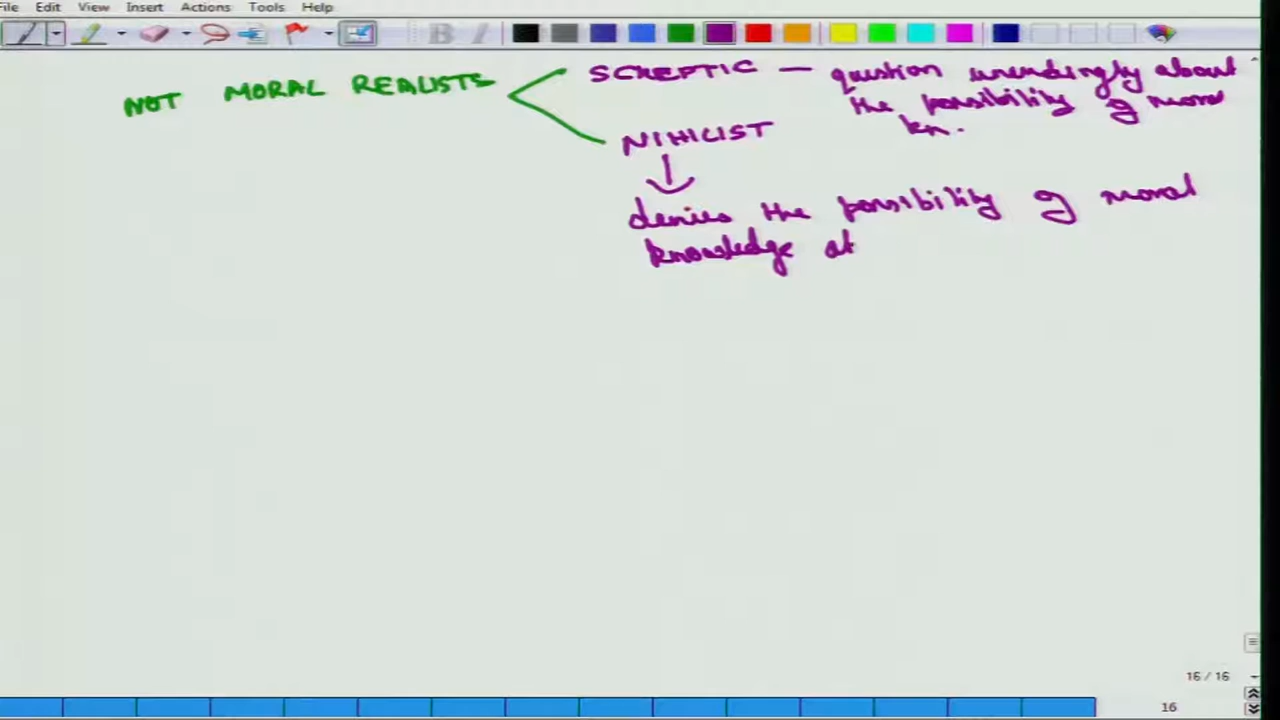 File Edit View Insert Actions Tools Help
NOT MORAL REALISTS
SCKEPTIC — question unendingly about
the possibility of moral
kn.
NIHILIST
denies the possibility of moral
knowledge at
16 / 16
16